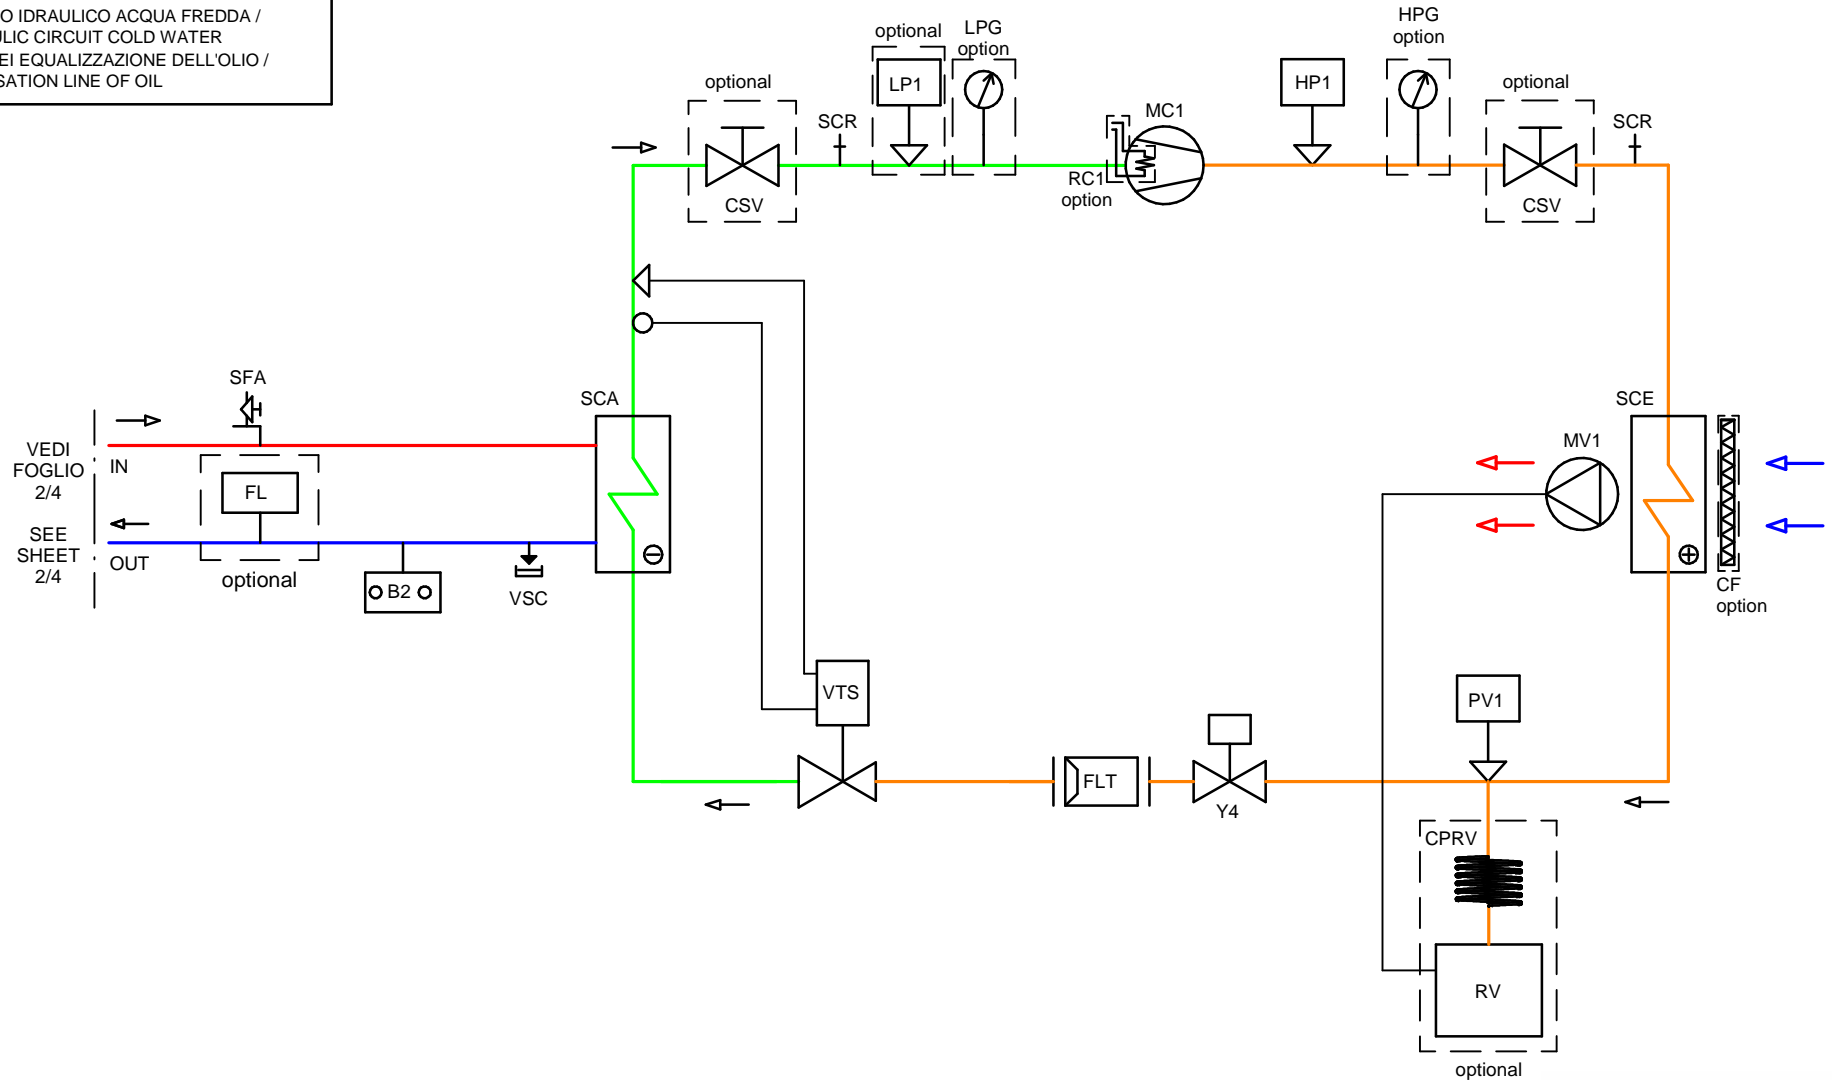 O IDRAULICO ACQUA FREDDA /
ULIC CIRCUIT COLD WATER
EI EQUALIZZAZIONE DELL'OLIO /
SATION LINE OF OIL
optional
CSV
SCR
optional
LP1
LPG
option
RC1
option
MC1
HP1
HPG
option
optional
CSV
SCR
SFA
VEDI
FOGLIO
2/4
IN
SEE
SHEET
2/4
OUT
FL
optional
B2
VSC
SCA
SCE
MV1
CF
option
VTS
FLT
Y4
PV1
CPRV
RV
optional